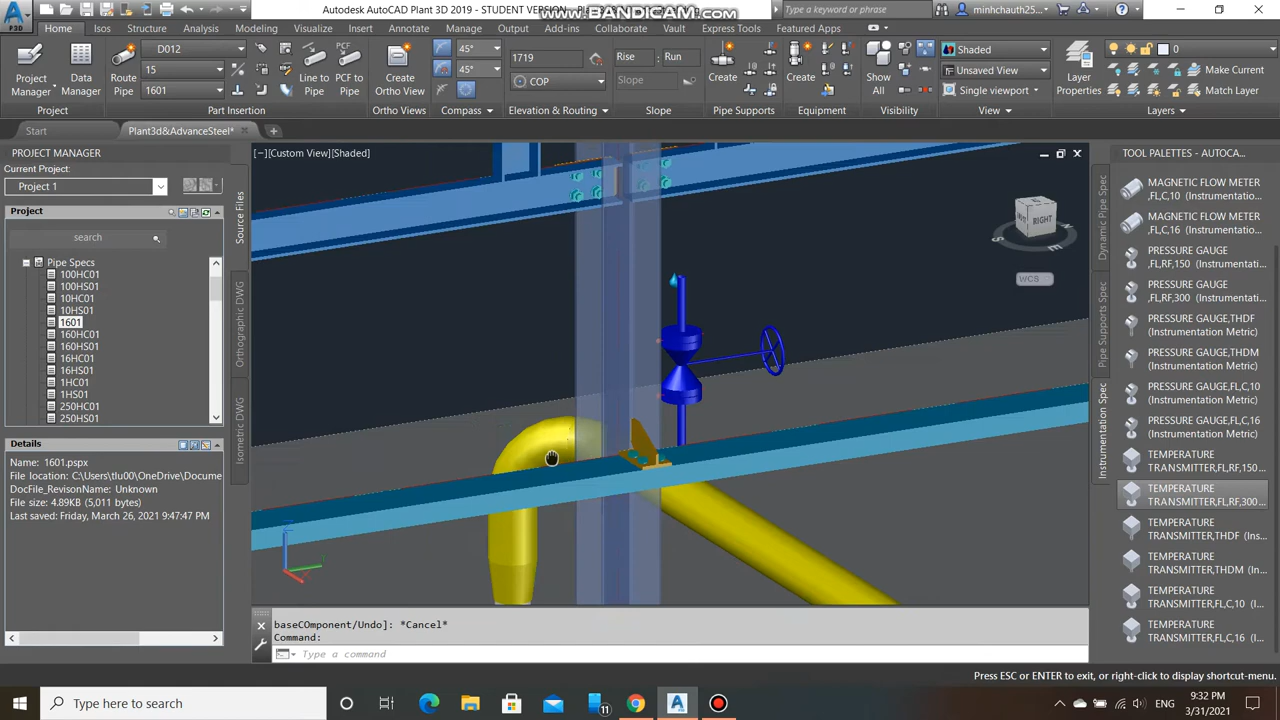 Autodesk AutoCAD Plant 3D 2019 - STUDENT VERSION
WWW.BANDICAM.COM
Type a keyword or phrase
minhchauth25...
P3D
Home Isos Structure Analysis Modeling Visualize Insert Annotate Manage View Output Add-ins Collaborate Vault Express Tools Featured Apps
Project Manager
Data Manager
Project
Route Pipe
D012
15
1601
Line to Pipe
PCF to Pipe
Part Insertion
Create Ortho View
Ortho Views
45°
45°
Compass
1719
COP
Elevation & Routing
Rise : Run
Slope
Slope
Create
Pipe Supports
Create
Equipment
Show All
Visibility
Shaded
Unsaved View
Single viewport
View
Layer Properties
0
Make Current
Match Layer
Layers
Start
Plant3d&AdvanceSteel*
PROJECT MANAGER
Current Project:
Project 1
Project
search
Pipe Specs
100HC01
100HS01
10HC01
10HS01
1601
160HC01
160HS01
16HC01
16HS01
1HC01
1HS01
250HC01
250HS01
Details
Name: 1601.pspx
File location: C:\Users\tlu00\OneDrive\Docume
DocFile_RevisonName: Unknown
File size: 4.89KB (5,011 bytes)
Last saved: Friday, March 26, 2021 9:47:47 PM
Source Files
Orthographic DWG
Isometric DWG
[−][Custom View][Shaded]
RIGHT
S
E
WCS
baseCOmponent/Undo]: *Cancel*
Command:
Type a command
TOOL PALETTES - AUTOCA...
Dynamic Pipe Spec
Pipe Supports Spec
Instrumentation Spec
MAGNETIC FLOW METER
,FL,C,10 (Instrumentatio...
MAGNETIC FLOW METER
,FL,C,16 (Instrumentatio...
PRESSURE GAUGE
,FL,RF,150 (Instrumentati...
PRESSURE GAUGE
,FL,RF,300 (Instrumentati...
PRESSURE GAUGE,THDF
(Instrumentation Metric)
PRESSURE GAUGE,THDM
(Instrumentation Metric)
PRESSURE GAUGE,FL,C,10
(Instrumentation Metric)
PRESSURE GAUGE,FL,C,16
(Instrumentation Metric)
TEMPERATURE
TRANSMITTER,FL,RF,150...
TEMPERATURE
TRANSMITTER,FL,RF,300...
TEMPERATURE
TRANSMITTER,THDF (Ins...
TEMPERATURE
TRANSMITTER,THDM (In...
TEMPERATURE
TRANSMITTER,FL,C,10 (I...
TEMPERATURE
TRANSMITTER,FL,C,16 (I...
Press ESC or ENTER to exit, or right-click to display shortcut-menu.
Type here to search
11
ENG
9:32 PM
3/31/2021